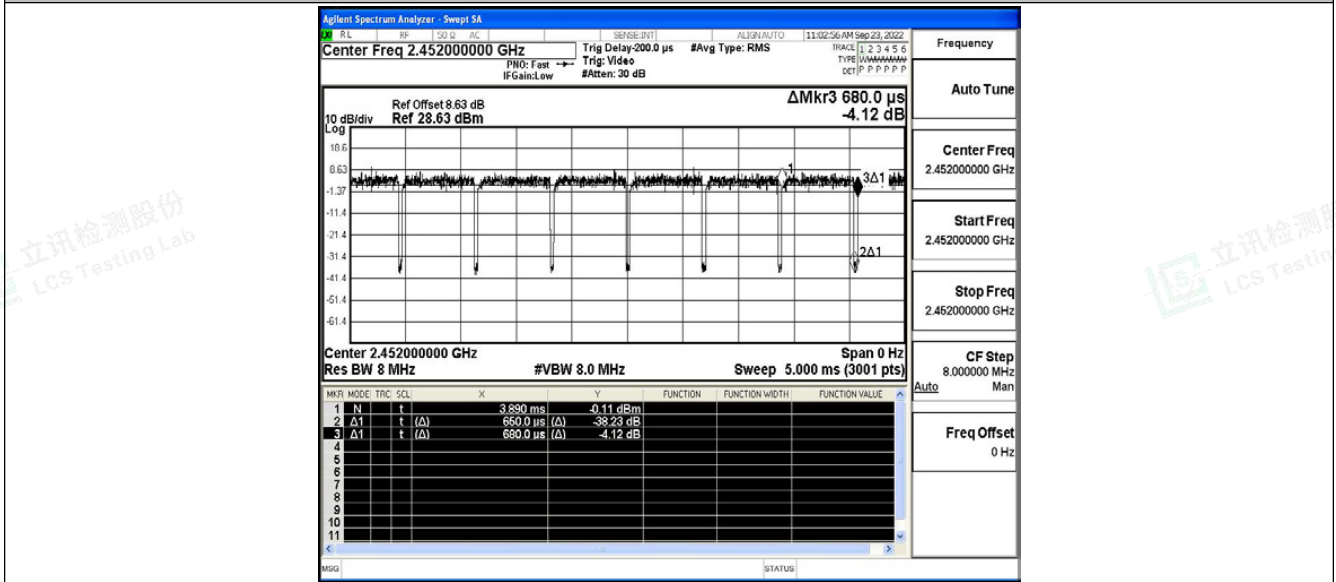 Agilent Spectrum Analyzer - Swept SA
RL RF 50 Ω AC SENSE:INT ALIGNAUTO 11:02:56 AM Sep 23, 2022
Center Freq 2.452000000 GHz
PNO: Fast
IFGain:Low
Trig Delay-200.0 µs
Trig: Video
#Atten: 30 dB
#Avg Type: RMS
TRACE 1 2 3 4 5 6
TYPE
DET P P P P P P
Ref Offset 8.63 dB
10 dB/div Ref 28.63 dBm
Log
ΔMkr3 680.0 µs
-4.12 dB
18.6
8.63
-1.37
-11.4
-21.4
-31.4
-41.4
-51.4
-61.4
1
3Δ1
2Δ1
Center 2.452000000 GHz Span 0 Hz
Res BW 8 MHz #VBW 8.0 MHz Sweep 5.000 ms (3001 pts)
MKR MODE TRC SCL X Y FUNCTION FUNCTION WIDTH FUNCTION VALUE
1 N t 3.890 ms -0.11 dBm
2 Δ1 t (Δ) 650.0 µs (Δ) -38.23 dB
3 Δ1 t (Δ) 680.0 µs (Δ) -4.12 dB
4
5
6
7
8
9
10
11
MSG STATUS
Frequency
Auto Tune
Center Freq
2.452000000 GHz
Start Freq
2.452000000 GHz
Stop Freq
2.452000000 GHz
CF Step
8.000000 MHz
Auto Man
Freq Offset
0 Hz
立讯检测股份
LCS Testing Lab
LCS
立讯检测
LCS Testin